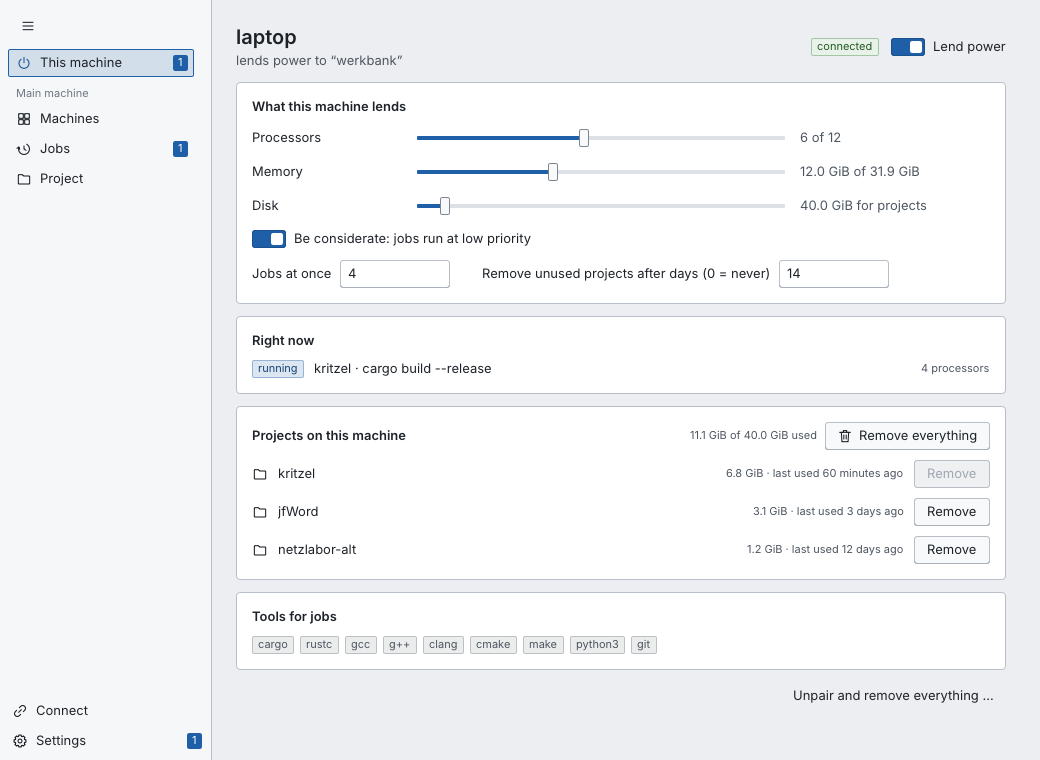 This machine
1
Main machine
Machines
Jobs
1
Project
Connect
Settings
1
laptop
lends power to “werkbank”
connected
Lend power
What this machine lends
Processors
6 of 12
Memory
12.0 GiB of 31.9 GiB
Disk
40.0 GiB for projects
Be considerate: jobs run at low priority
Jobs at once
4
Remove unused projects after days (0 = never)
14
Right now
running
kritzel · cargo build --release
4 processors
Projects on this machine
11.1 GiB of 40.0 GiB used
Remove everything
kritzel
6.8 GiB · last used 60 minutes ago
Remove
jfWord
3.1 GiB · last used 3 days ago
Remove
netzlabor-alt
1.2 GiB · last used 12 days ago
Remove
Tools for jobs
cargo
rustc
gcc
g++
clang
cmake
make
python3
git
Unpair and remove everything ...